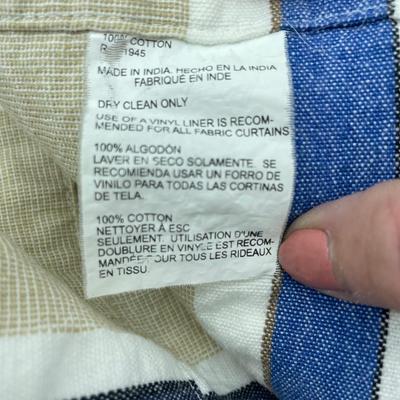 100% COTTON
1945
MADE IN INDIA, HECHO EN LA INDIA
FABRIQUÉ EN INDE
DRY CLEAN ONLY
USE OF A VINYL LINER IS RECOM-
MENDED FOR ALL FABRIC CURTAINS
100% ALGODÓN
LAVER EN SECO SOLAMENTE. SE
RECOMIENDA USAR UN FORRO DE
VINILO PARA TODAS LAS CORTINAS
DE TELA.
100% COTTON
NETTOYER À ESC
SEULEMENT. UTILISATION D'UNE
DOUBLURE EN VINYLE EST RECOM-
MANDÉE POUR TOUS LES RIDEAUX
EN TISSU.